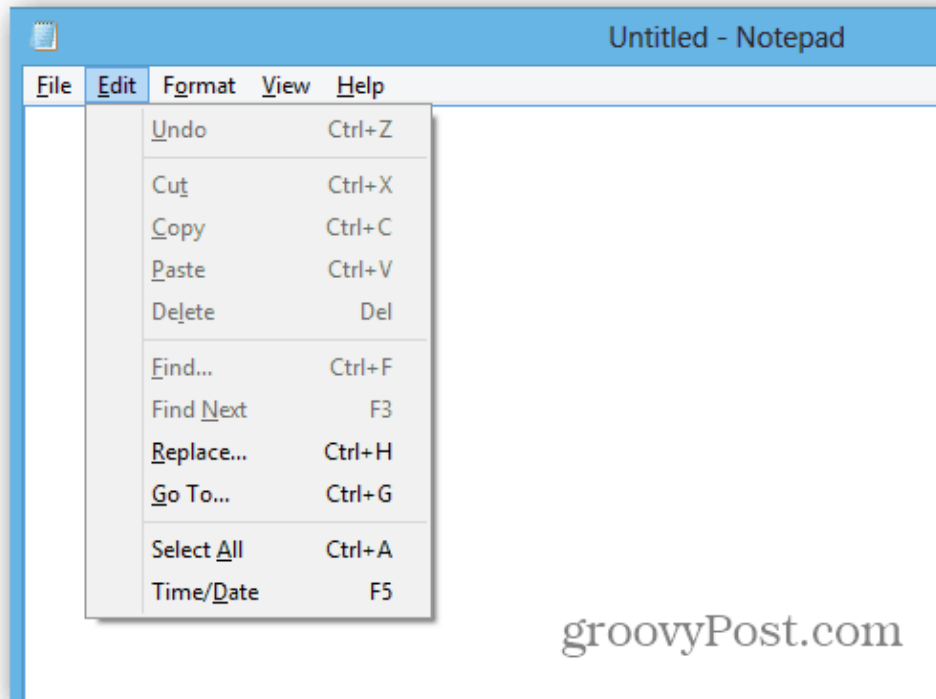 Untitled - Notepad
File Edit Format View Help
Undo Ctrl+Z
Cut Ctrl+X
Copy Ctrl+C
Paste Ctrl+V
Delete Del
Find... Ctrl+F
Find Next F3
Replace... Ctrl+H
Go To... Ctrl+G
Select All Ctrl+A
Time/Date F5
groovyPost.com